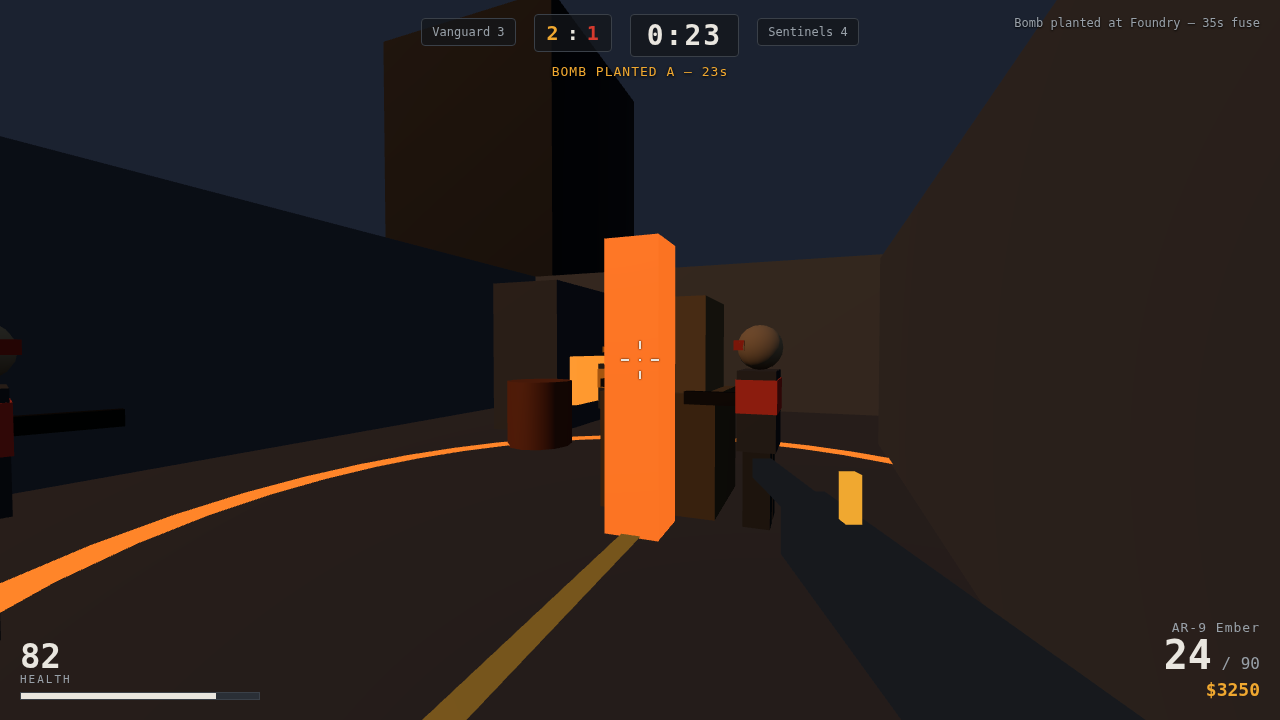 Vanguard 3
2 : 1
0:23
Sentinels 4
Bomb planted at Foundry — 35s fuse
BOMB PLANTED A — 23s
82
HEALTH
AR-9 Ember
24 / 90
$3250